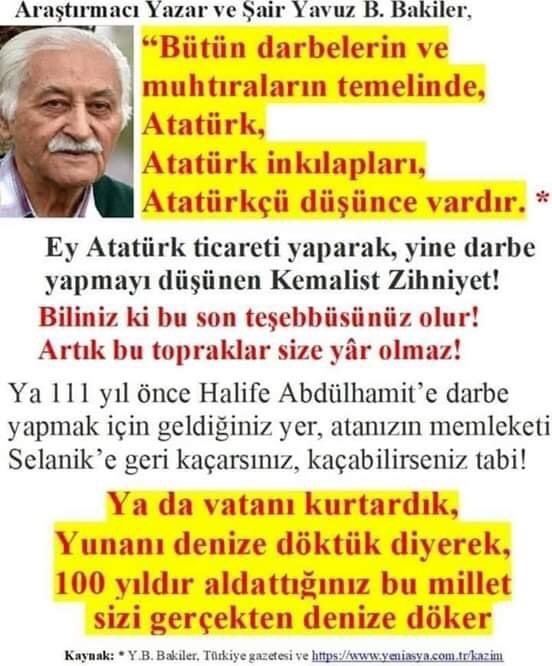 Araştırmacı Yazar ve Şair Yavuz B. Bakiler,
“Bütün darbelerin ve
muhtıraların temelinde,
Atatürk,
Atatürk inkılapları,
Atatürkçü düşünce vardır. *
Ey Atatürk ticareti yaparak, yine darbe
yapmayı düşünen Kemalist Zihniyet!
Biliniz ki bu son teşebbüsünüz olur!
Artık bu topraklar size yâr olmaz!
Ya 111 yıl önce Halife Abdülhamit’e darbe
yapmak için geldiğiniz yer, atanızın memleketi
Selanik’e geri kaçarsınız, kaçabilirseniz tabi!
Ya da vatanı kurtardık,
Yunanı denize döktük diyerek,
100 yıldır aldattığınız bu millet
sizi gerçekten denize döker
Kaynak: * Y.B. Bakiler, Türkiye gazetesi ve https://www.yeniasya.com.tr/kazim